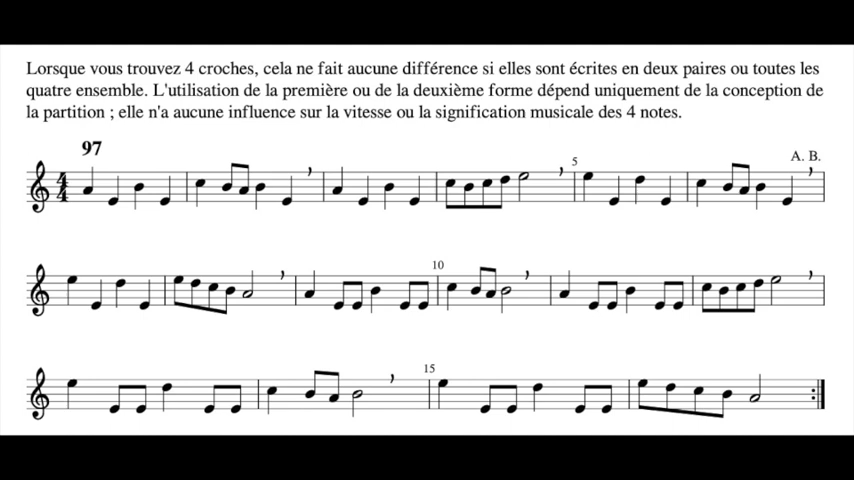 Lorsque vous trouvez 4 croches, cela ne fait aucune différence si elles sont écrites en deux paires ou toutes les
quatre ensemble. L'utilisation de la première ou de la deuxième forme dépend uniquement de la conception de
la partition ; elle n'a aucune influence sur la vitesse ou la signification musicale des 4 notes.
97
A. B.
4
4
5
10
15